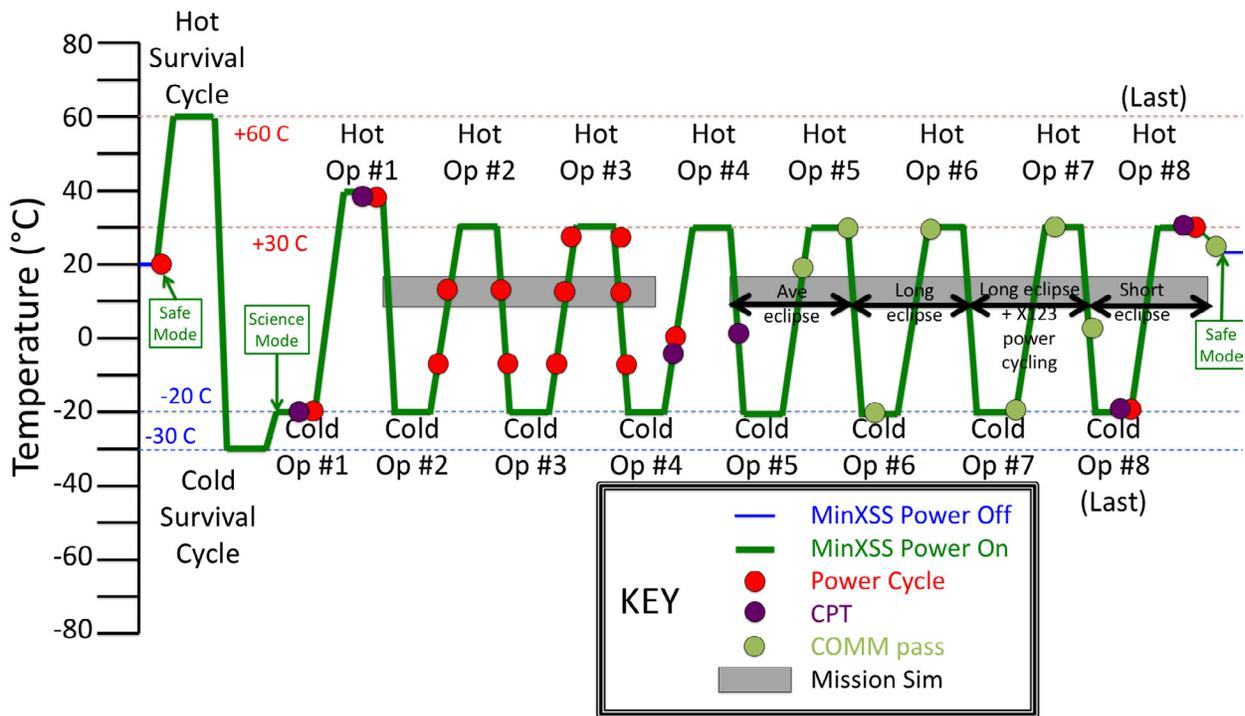 Hot
Survival
Cycle
80
60
40
20
0
-20
-40
-60
-80
Temperature (°C)
+60 C
+30 C
-20 C
-30 C
Safe
Mode
Science
Mode
Cold
Survival
Cycle
Hot
Op #1
Hot
Op #2
Hot
Op #3
Hot
Op #4
Hot
Op #5
Hot
Op #6
Hot
Op #7
(Last)
Hot
Op #8
Ave
eclipse
Long
eclipse
Long eclipse
+ X123
power
cycling
Short
eclipse
Safe
Mode
Cold
Op #1
Cold
Op #2
Cold
Op #3
Cold
Op #4
Cold
Op #5
Cold
Op #6
Cold
Op #7
Cold
Op #8
(Last)
KEY
MinXSS Power Off
MinXSS Power On
Power Cycle
CPT
COMM pass
Mission Sim